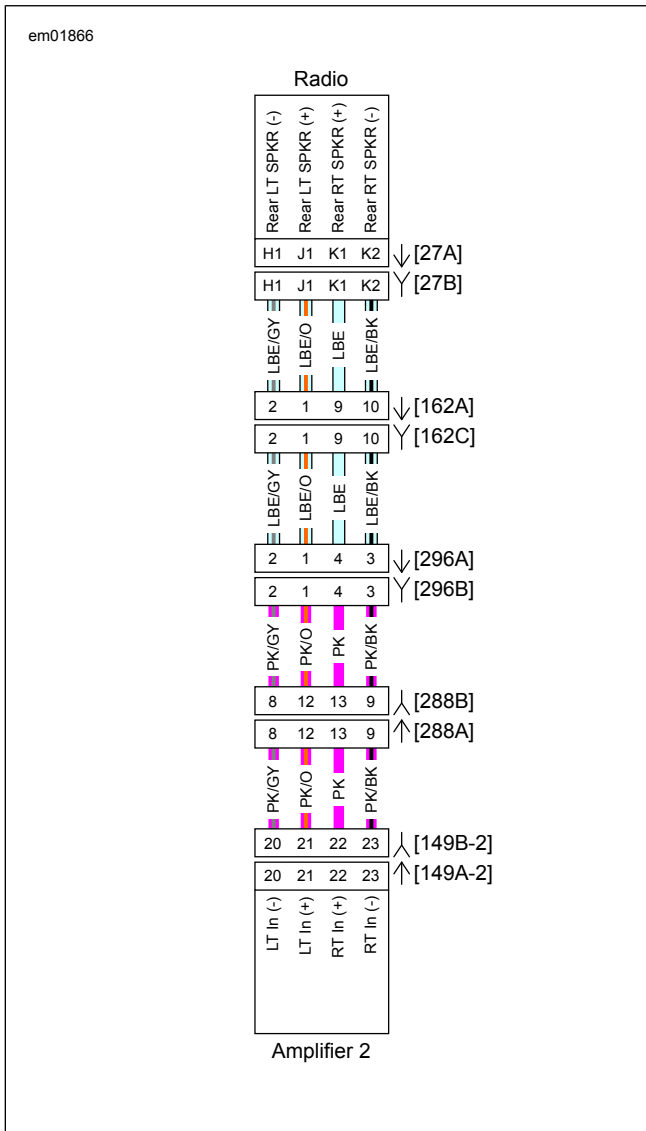 em01866
Radio
Rear LT SPKR (-)
Rear LT SPKR (+)
Rear RT SPKR (+)
Rear RT SPKR (-)
H1 J1 K1 K2 [27A]
H1 J1 K1 K2 [27B]
LBE/GY LBE/O LBE LBE/BK
2 1 9 10 [162A]
2 1 9 10 [162C]
LBE/GY LBE/O LBE LBE/BK
2 1 4 3 [296A]
2 1 4 3 [296B]
PK/GY PK/O PK PK/BK
8 12 13 9 [288B]
8 12 13 9 [288A]
PK/GY PK/O PK PK/BK
20 21 22 23 [149B-2]
20 21 22 23 [149A-2]
LT In (-)
LT In (+)
RT In (+)
RT In (-)
Amplifier 2